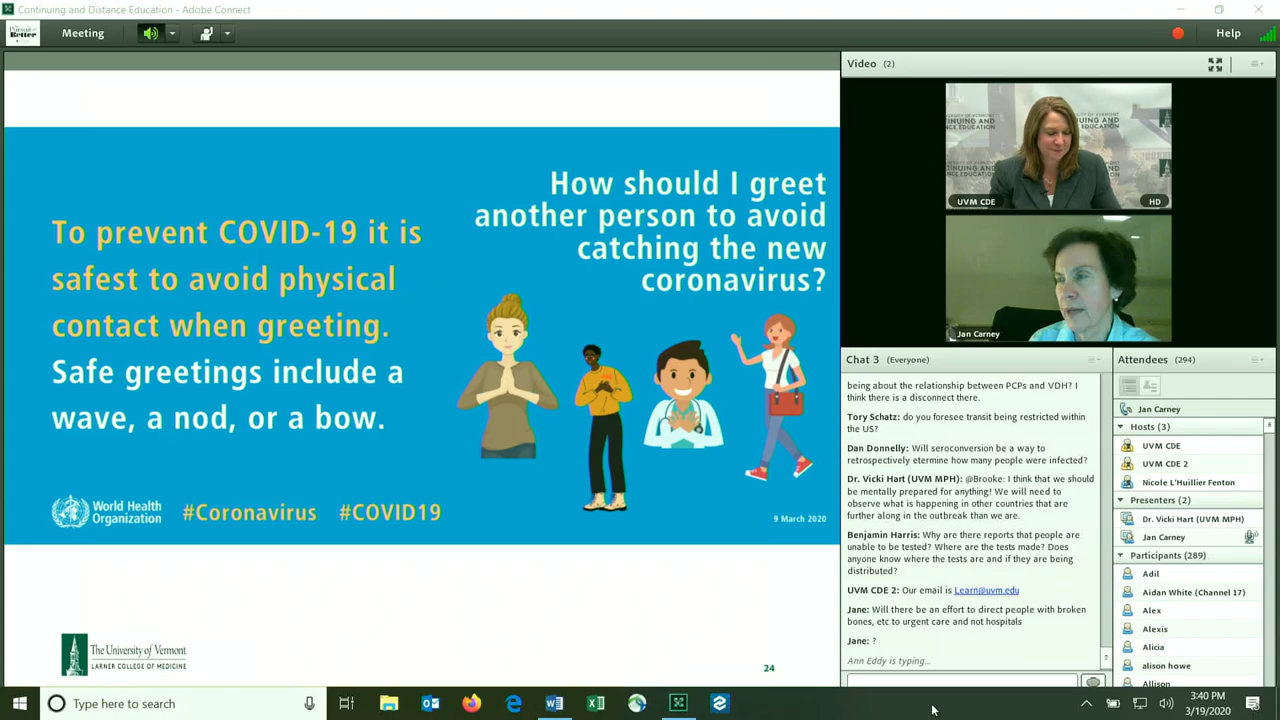 Continuing and Distance Education - Adobe Connect
Meeting
Help
How should I greet
another person to avoid
catching the new
coronavirus?
To prevent COVID-19 it is
safest to avoid physical
contact when greeting.
Safe greetings include a
wave, a nod, or a bow.
World Health
Organization
#Coronavirus #COVID19
9 March 2020
The University of Vermont
LARNER COLLEGE OF MEDICINE
24
Video (2)
UVM CDE
HD
Jan Carney
Chat 3 (Everyone)
being about the relationship between PCPs and VDH? I
think there is a disconnect there.
Tory Schatz: do you foresee transit being restricted within
the US?
Dan Donnelly: Will seroconversion be a way to
retrospectively etermine how many people were infected?
Dr. Vicki Hart (UVM MPH): @Brooke: I think that we should
be mentally prepared for anything! We will need to
observe what is happening in other countries that are
further along in the outbreak than we are.
Benjamin Harris: Why are there reports that people are
unable to be tested? Where are the tests made? Does
anyone know where the tests are and if they are being
distributed?
UVM CDE 2: Our email is Learn@uvm.edu
Jane: Will there be an effort to direct people with broken
bones, etc to urgent care and not hospitals
Jane: ?
Ann Eddy is typing...
Attendees (294)
Jan Carney
Hosts (3)
UVM CDE
UVM CDE 2
Nicole L'Huillier Fenton
Presenters (2)
Dr. Vicki Hart (UVM MPH)
Jan Carney
Participants (289)
Adil
Aidan White (Channel 17)
Alex
Alexis
Alicia
alison howe
Allison
Type here to search
3:40 PM
3/19/2020